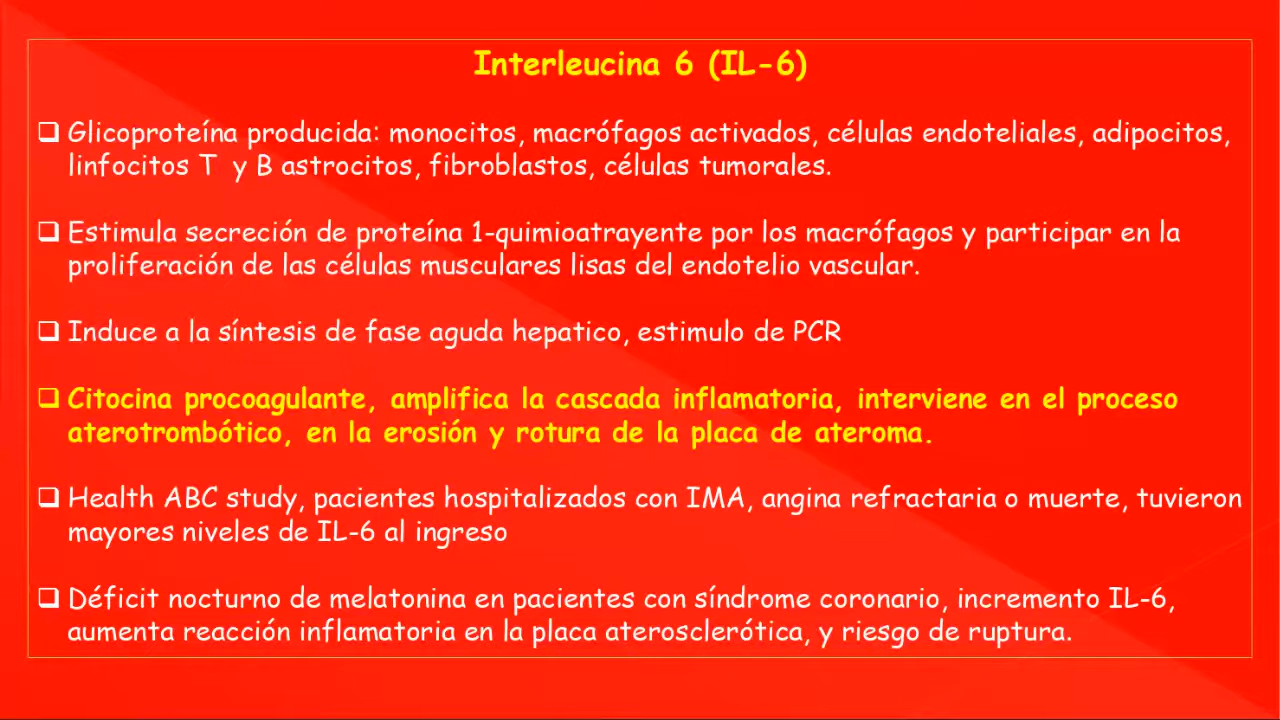 Interleucina 6 (IL-6)
Glicoproteína producida: monocitos, macrófagos activados, células endoteliales, adipocitos,
linfocitos T y B astrocitos, fibroblastos, células tumorales.
Estimula secreción de proteína 1-quimioatrayente por los macrófagos y participar en la
proliferación de las células musculares lisas del endotelio vascular.
Induce a la síntesis de fase aguda hepatico, estimulo de PCR
Citocina procoagulante, amplifica la cascada inflamatoria, interviene en el proceso
aterotrombótico, en la erosión y rotura de la placa de ateroma.
Health ABC study, pacientes hospitalizados con IMA, angina refractaria o muerte, tuvieron
mayores niveles de IL-6 al ingreso
Déficit nocturno de melatonina en pacientes con síndrome coronario, incremento IL-6,
aumenta reacción inflamatoria en la placa aterosclerótica, y riesgo de ruptura.